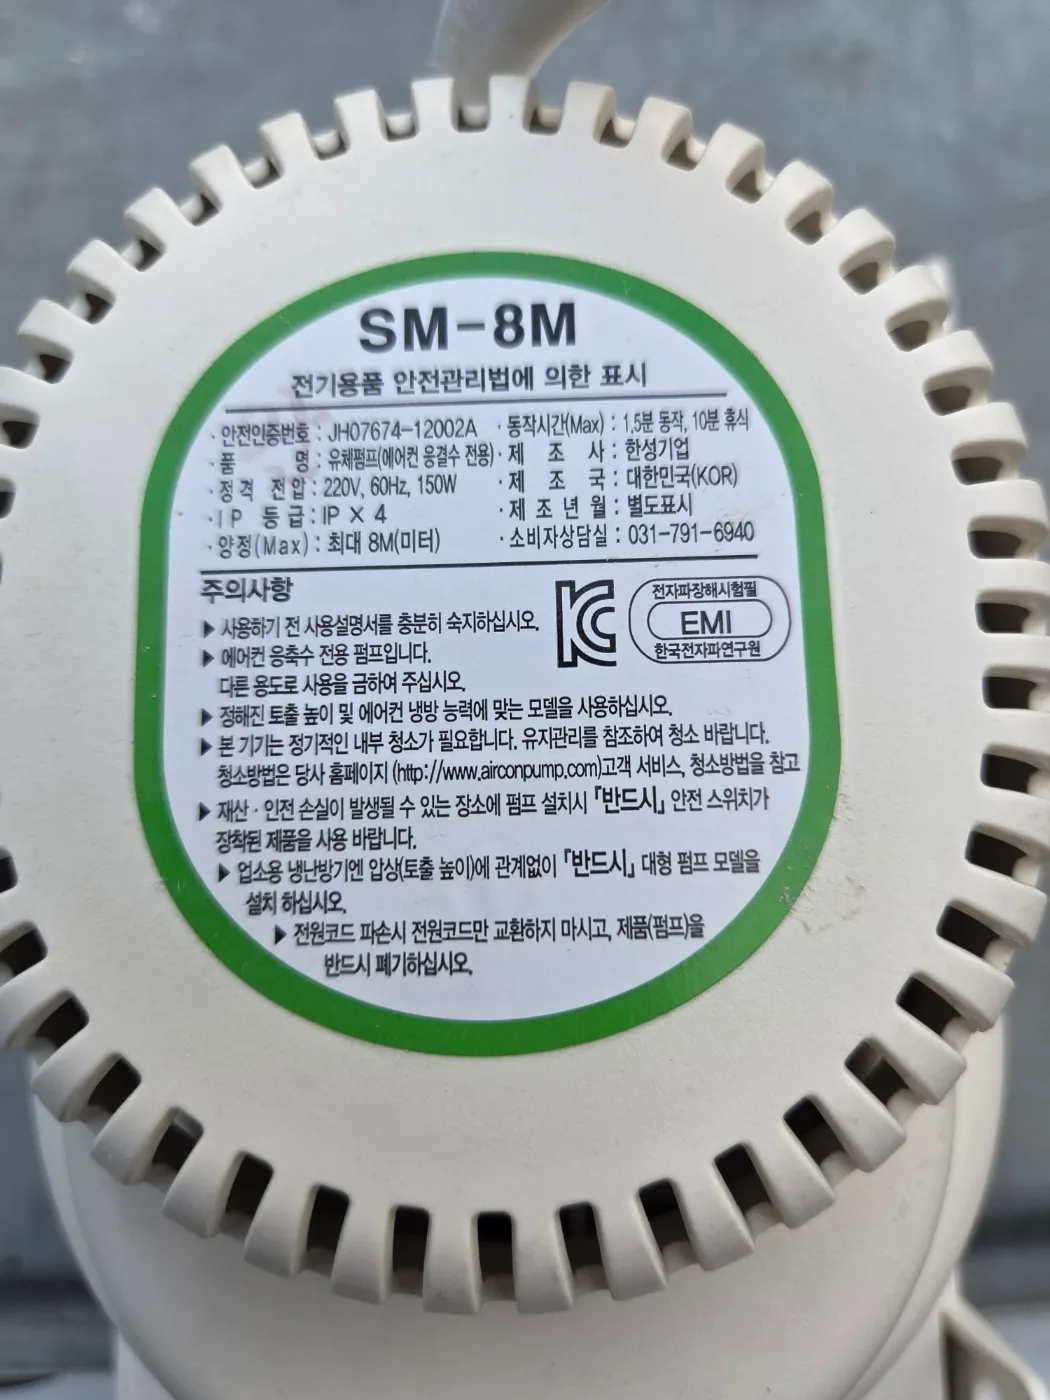 SM-8M
전기용품 안전관리법에 의한 표시
· 안전인증번호 : JH07674-12002A
· 품 명 : 유체펌프(에어컨 응결수 전용)
· 정격 전압 : 220V, 60Hz, 150W
· IP 등급 : IP X 4
· 양정(Max) : 최대 8M(미터)
· 동작시간(Max) : 1.5분 동작, 10분 휴식
· 제 조 사 : 한성기업
· 제 조 국 : 대한민국(KOR)
· 제 조 년 월 : 별도표시
· 소비자상담실 : 031-791-6940
주의사항
전자파장해시험필
EMI
한국전자파연구원
▶ 사용하기 전 사용설명서를 충분히 숙지하십시오.
▶ 에어컨 응축수 전용 펌프입니다.
다른 용도로 사용을 금하여 주십시오.
▶ 정해진 토출 높이 및 에어컨 냉방 능력에 맞는 모델을 사용하십시오.
▶ 본 기기는 정기적인 내부 청소가 필요합니다. 유지관리를 참조하여 청소 바랍니다.
청소방법은 당사 홈페이지 (http://www.airconpump.com)고객 서비스, 청소방법을 참고
▶ 재산 · 인전 손실이 발생될 수 있는 장소에 펌프 설치시 『반드시』 안전 스위치가
장착된 제품을 사용 바랍니다.
▶ 업소용 냉난방기엔 압상(토출 높이)에 관계없이 『반드시』 대형 펌프 모델을
설치 하십시오.
▶ 전원코드 파손시 전원코드만 교환하지 마시고, 제품(펌프)을
반드시 폐기하십시오.